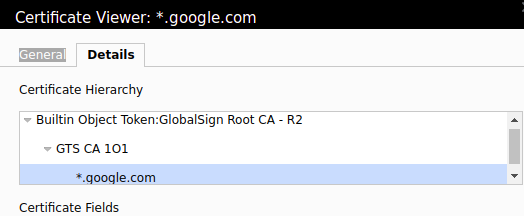 Certificate Viewer: *.google.com
General Details
Certificate Hierarchy
Builtin Object Token:GlobalSign Root CA - R2
GTS CA 1O1
*.google.com
Certificate Fields